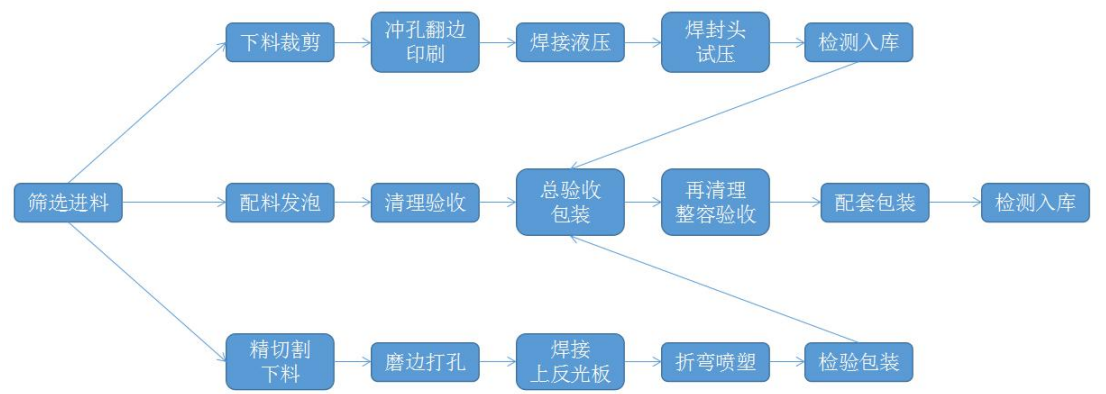 下料裁剪
冲孔翻边
印刷
焊接液压
焊封头
试压
检测入库
筛选进料
配料发泡
清理验收
总验收
包装
再清理
整容验收
配套包装
检测入库
精切割
下料
磨边打孔
焊接
上反光板
折弯喷塑
检验包装